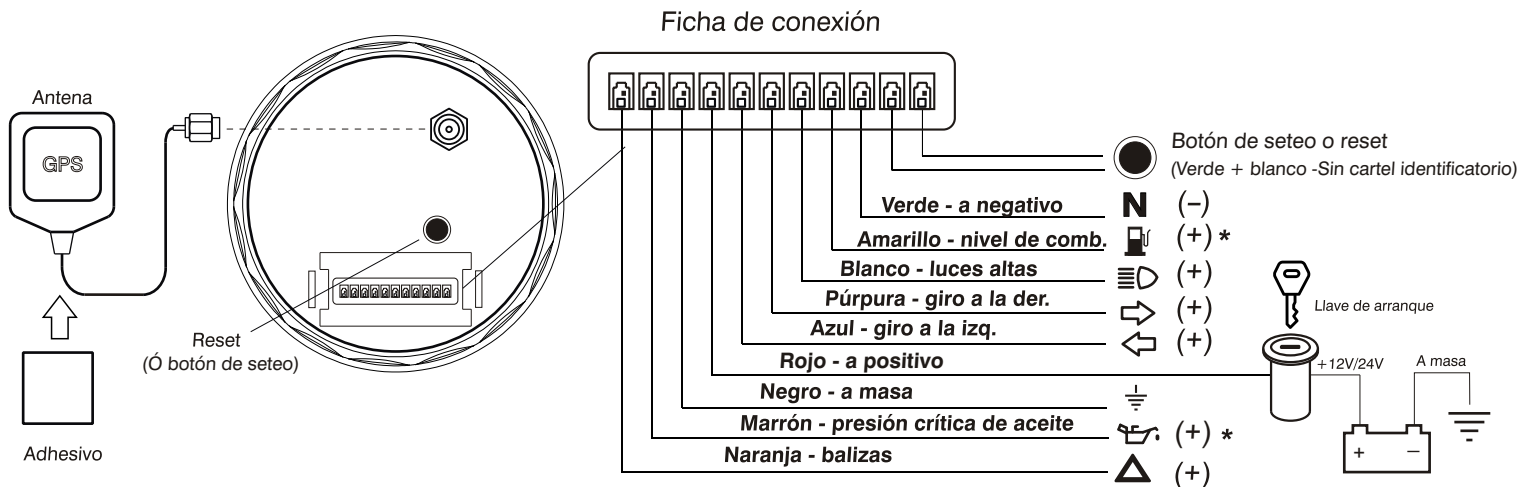 Ficha de conexión
Antena
GPS
Adhesivo
Reset
(Ó botón de seteo)
Botón de seteo o reset
(Verde + blanco -Sin cartel identificatorio)
Verde - a negativo N (–)
Amarillo - nivel de comb. (+) *
Blanco - luces altas (+)
Púrpura - giro a la der. (+)
Azul - giro a la izq. (+)
Rojo - a positivo
Negro - a masa
Marrón - presión crítica de aceite (+) *
Naranja - balizas (+)
Llave de arranque
+12V/24V
A masa
+ –